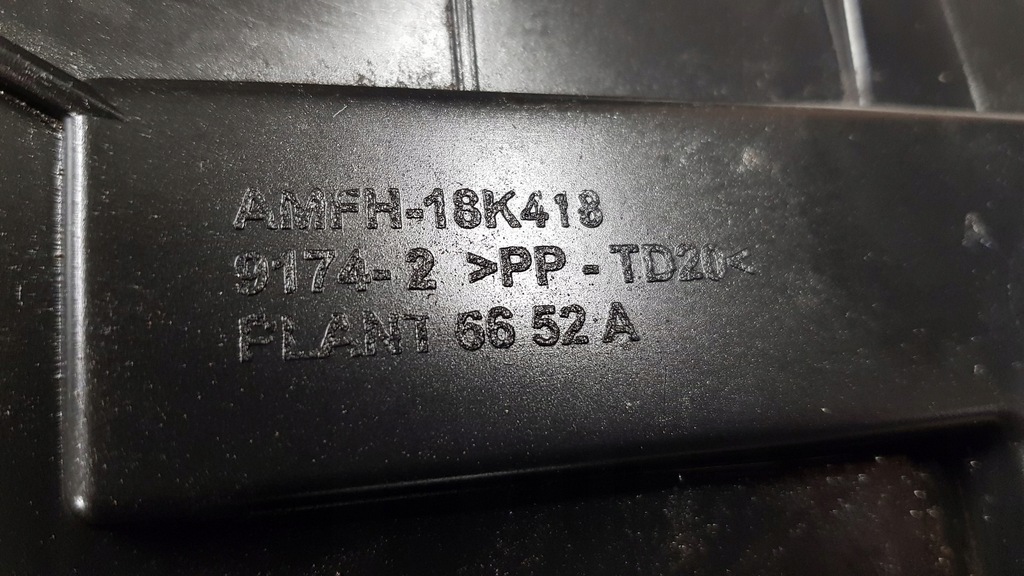 AMFH-18K418
9174-2 >PP-TD20<
PLANT 66 52 A